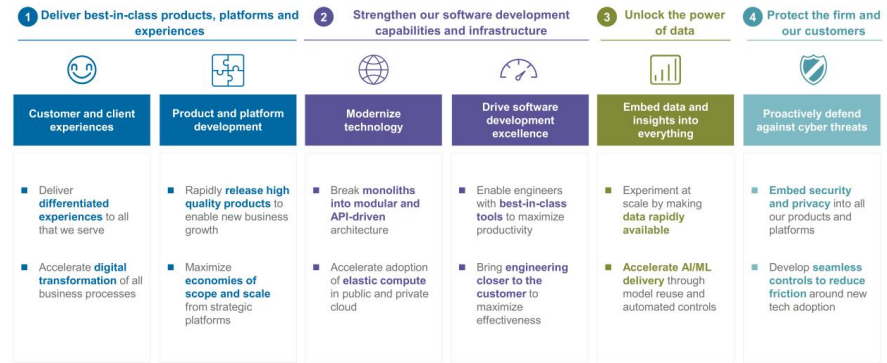 1 Deliver best-in-class products, platforms and
experiences
2 Strengthen our software development
capabilities and infrastructure
3 Unlock the power
of data
4 Protect the firm and
our customers
Customer and client
experiences
Product and platform
development
Modernize
technology
Drive software
development
excellence
Embed data and
insights into
everything
Proactively defend
against cyber threats
■ Deliver
differentiated
experiences to all
that we serve
■ Accelerate digital
transformation of all
business processes
■ Rapidly release high
quality products to
enable new business
growth
■ Maximize
economies of
scope and scale
from strategic
platforms
■ Break monoliths
into modular and
API-driven
architecture
■ Accelerate adoption
of elastic compute
in public and private
cloud
■ Enable engineers
with best-in-class
tools to maximize
productivity
■ Bring engineering
closer to the
customer to
maximize
effectiveness
■ Experiment at
scale by making
data rapidly
available
■ Accelerate AI/ML
delivery through
model reuse and
automated controls
■ Embed security
and privacy into all
our products and
platforms
■ Develop seamless
controls to reduce
friction around new
tech adoption